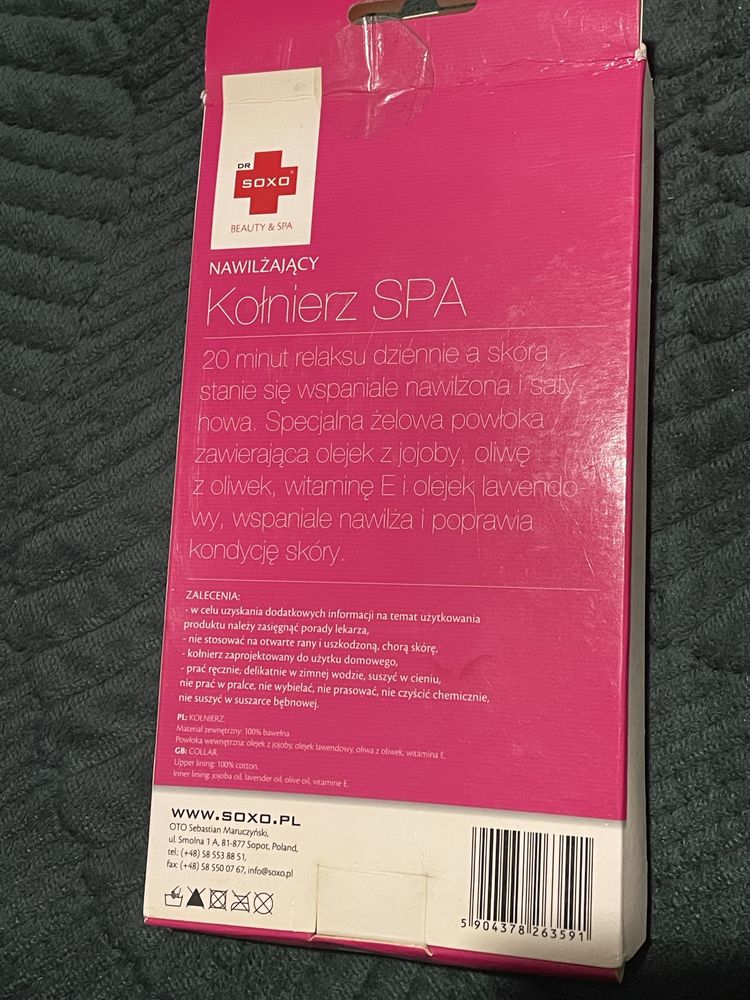 DR
SOXO®
BEAUTY & SPA
NAWILŻAJĄCY
Kołnierz SPA
20 minut relaksu dziennie a skóra
stanie się wspaniale nawilżona i saty
nowa. Specjalna żelowa powłoka
zawierająca olejek z jojoby, oliwę
z oliwek, witaminę E i olejek lawendo-
wy, wspaniale nawilża i poprawia
kondycję skóry.
ZALECENIA:
- w celu uzyskania dodatkowych informacji na temat użytkowania
produktu należy zasięgnąć porady lekarza,
- nie stosować na otwarte rany i uszkodzoną, chorą skórę,
- kołnierz zaprojektowany do użytku domowego,
- prać ręcznie, delikatnie w zimnej wodzie, suszyć w cieniu,
nie prać w pralce, nie wybielać, nie prasować, nie czyścić chemicznie,
nie suszyć w suszarce bębnowej.
PL: KOŁNIERZ.
Materiał zewnętrzny: 100% bawełna
Powłoka wewnętrzna: olejek z jojoby, olejek lawendowy, oliwa z oliwek, witamina E.
GB: COLLAR.
Upper lining: 100% cotton.
Inner lining: jojoba oil, lavender oil, olive oil, vitamine E.
WWW.SOXO.PL
OTO Sebastian Maruczyński,
ul. Smolna 1 A, 81-877 Sopot, Poland,
tel.: (+48) 58 553 88 51,
fax: (+48) 58 550 07 67, info@soxo.pl
5 904378 263591